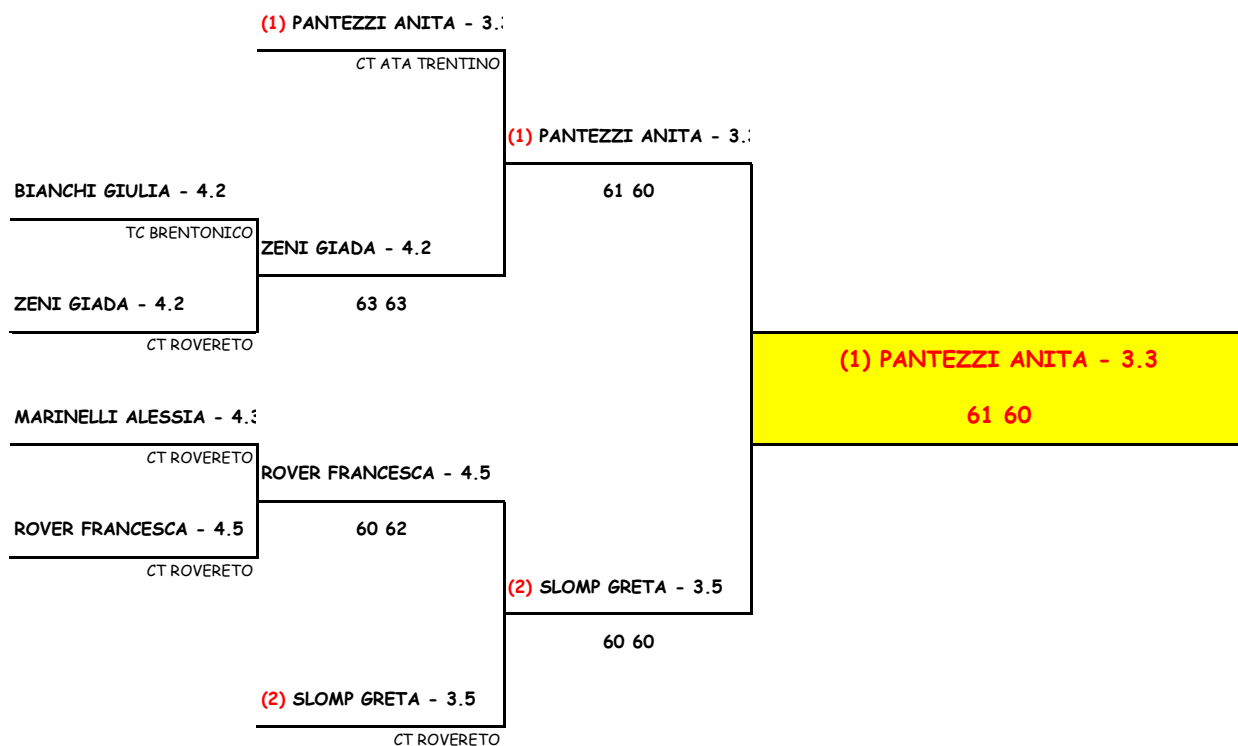 (1) PANTEZZI ANITA - 3.
CT ATA TRENTINO
(1) PANTEZZI ANITA - 3.
61 60
BIANCHI GIULIA - 4.2
TC BRENTONICO
ZENI GIADA - 4.2
ZENI GIADA - 4.2
63 63
CT ROVERETO
(1) PANTEZZI ANITA - 3.3
61 60
MARINELLI ALESSIA - 4.3
CT ROVERETO
ROVER FRANCESCA - 4.5
ROVER FRANCESCA - 4.5
60 62
CT ROVERETO
(2) SLOMP GRETA - 3.5
60 60
(2) SLOMP GRETA - 3.5
CT ROVERETO